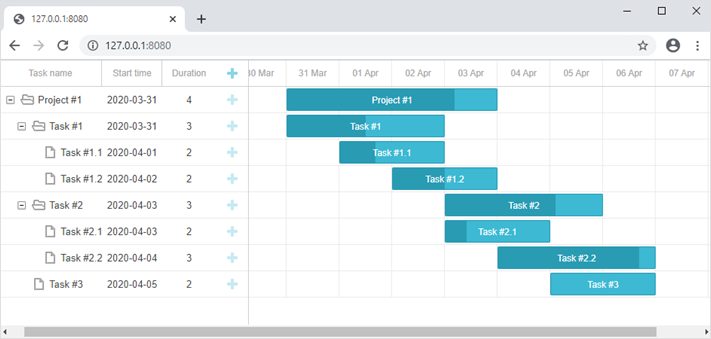 127.0.0.1:8080
127.0.0.1:8080
Task name Start time Duration 30 Mar 31 Mar 01 Apr 02 Apr 03 Apr 04 Apr 05 Apr 06 Apr 07 Apr
Project #1 2020-03-31 4 Project #1
Task #1 2020-03-31 3 Task #1
Task #1.1 2020-04-01 2 Task #1.1
Task #1.2 2020-04-02 2 Task #1.2
Task #2 2020-04-03 3 Task #2
Task #2.1 2020-04-03 2 Task #2.1
Task #2.2 2020-04-04 3 Task #2.2
Task #3 2020-04-05 2 Task #3